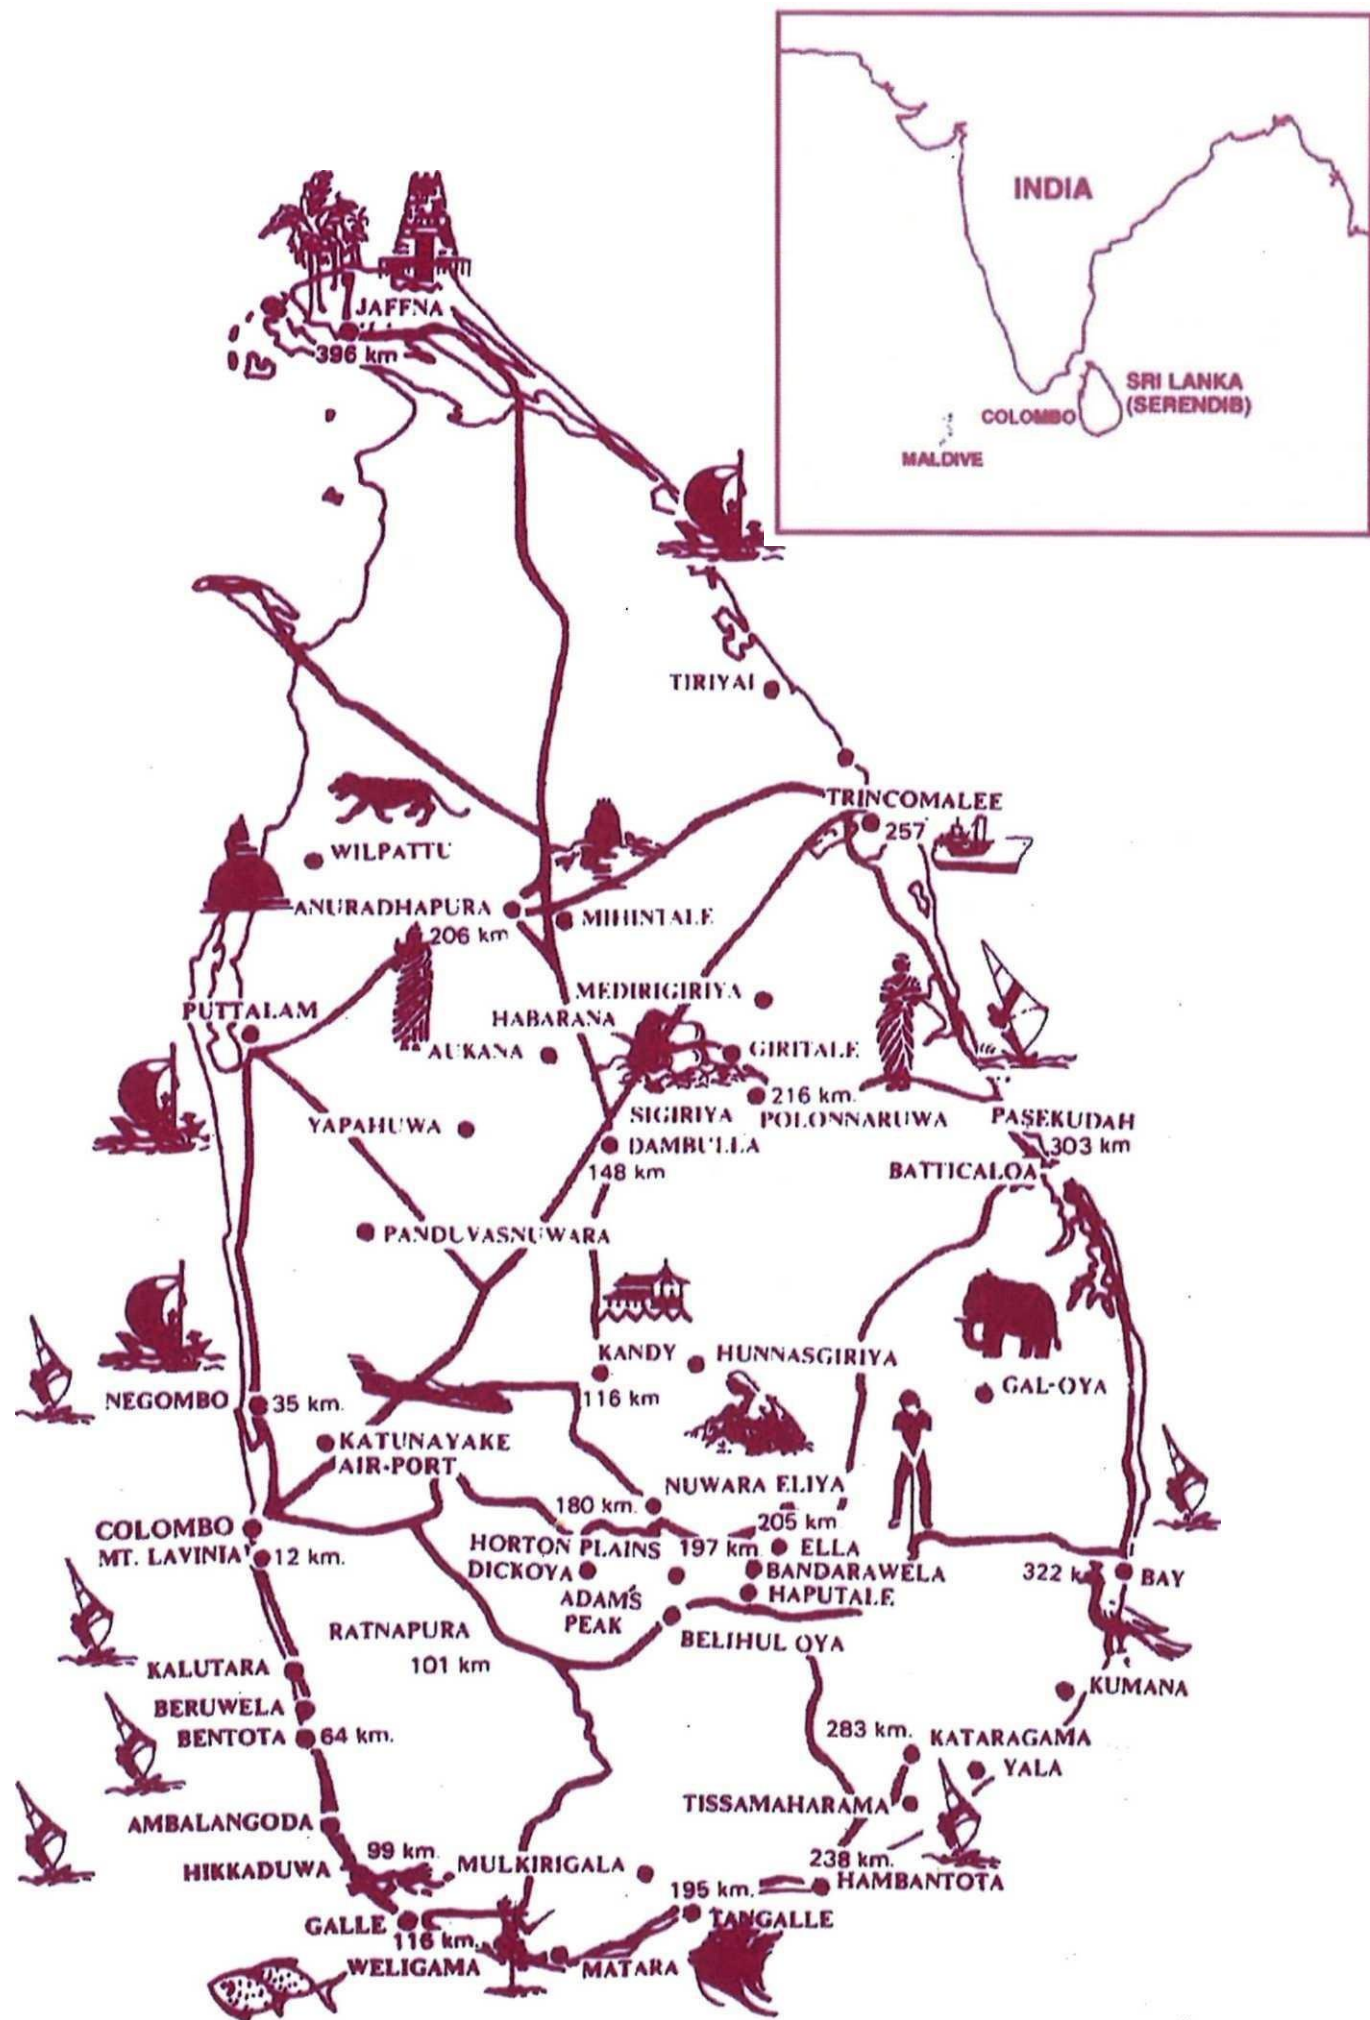 INDIA
SRI LANKA
(SERENDIB)
COLOMBO
MALDIVE
JAFFNA
396 km
TIRIYAI
TRINCOMALEE
257
WILPATTU
ANURADHAPURA
206 km
MIHINTALE
MEDIRIGIRIYA
PUTTALAM
HABARANA
AUKANA
GIRITALE
216 km.
SIGIRIYA
POLONNARUWA
YAPAHUWA
DAMBULLA
148 km
PASEKUDAH
303 km
BATTICALOA
PANDUVASNUWARA
KANDY
HUNNASGIRIYA
116 km
GAL-OYA
NEGOMBO
35 km.
KATUNAYAKE
AIR-PORT
NUWARA ELIYA
180 km.
205 km
COLOMBO
MT. LAVINIA
12 km.
HORTON PLAINS
197 km
ELLA
DICKOYA
BANDARAWELA
322 k
BAY
ADAM'S
PEAK
HAPUTALE
RATNAPURA
101 km
BELIHUL OYA
KALUTARA
KUMANA
BERUWELA
BENTOTA
64 km.
283 km.
KATARAGAMA
YALA
TISSAMAHARAMA
AMBALANGODA
99 km.
HIKKADUWA
MULKIRIGALA
238 km.
HAMBANTOTA
195 km.
TANGALLE
GALLE
116 km.
WELIGAMA
MATARA